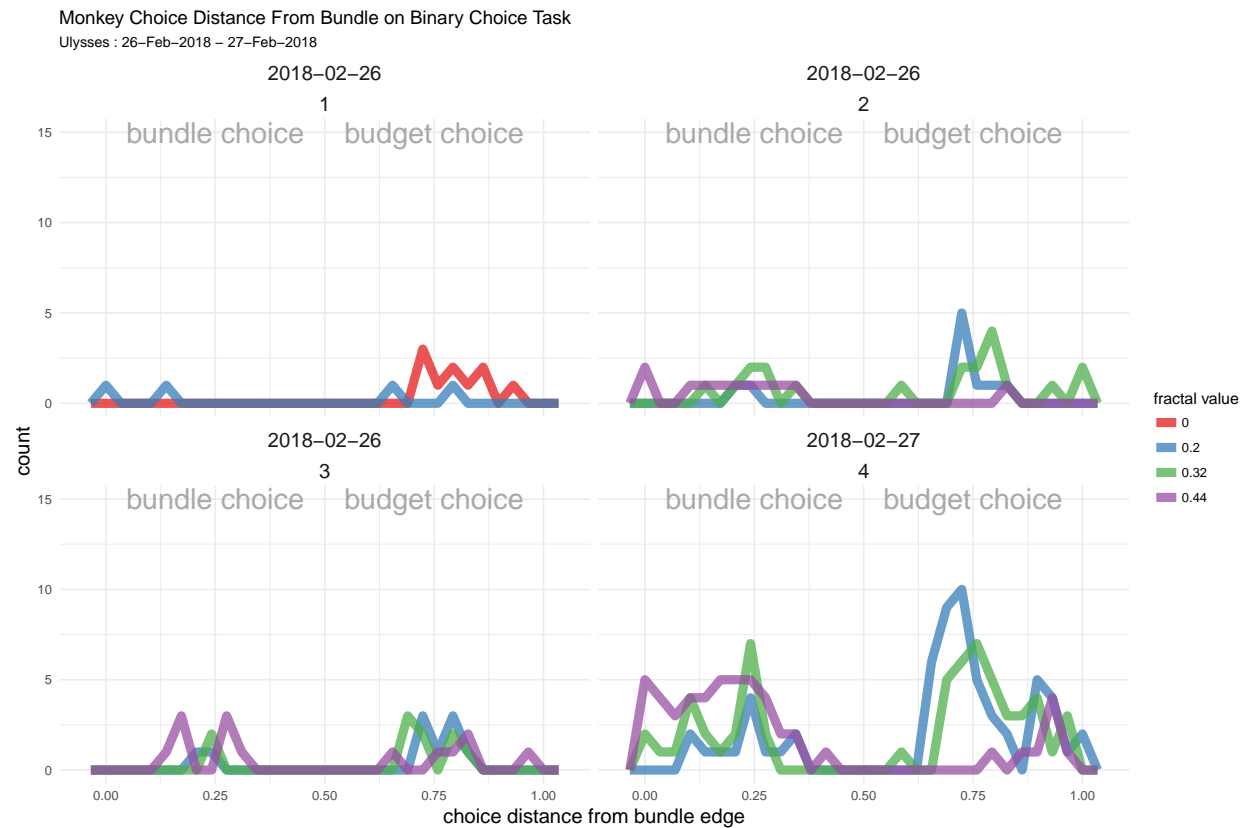 Monkey Choice Distance From Bundle on Binary Choice Task
Ulysses : 26−Feb−2018 − 27−Feb−2018
2018−02−26
1
2018−02−26
2
bundle choice budget choice
bundle choice budget choice
15
10
5
0
2018−02−26
3
2018−02−27
4
bundle choice budget choice
bundle choice budget choice
15
10
5
0
0.00 0.25 0.50 0.75 1.00
0.00 0.25 0.50 0.75 1.00
choice distance from bundle edge
count
fractal value
0
0.2
0.32
0.44